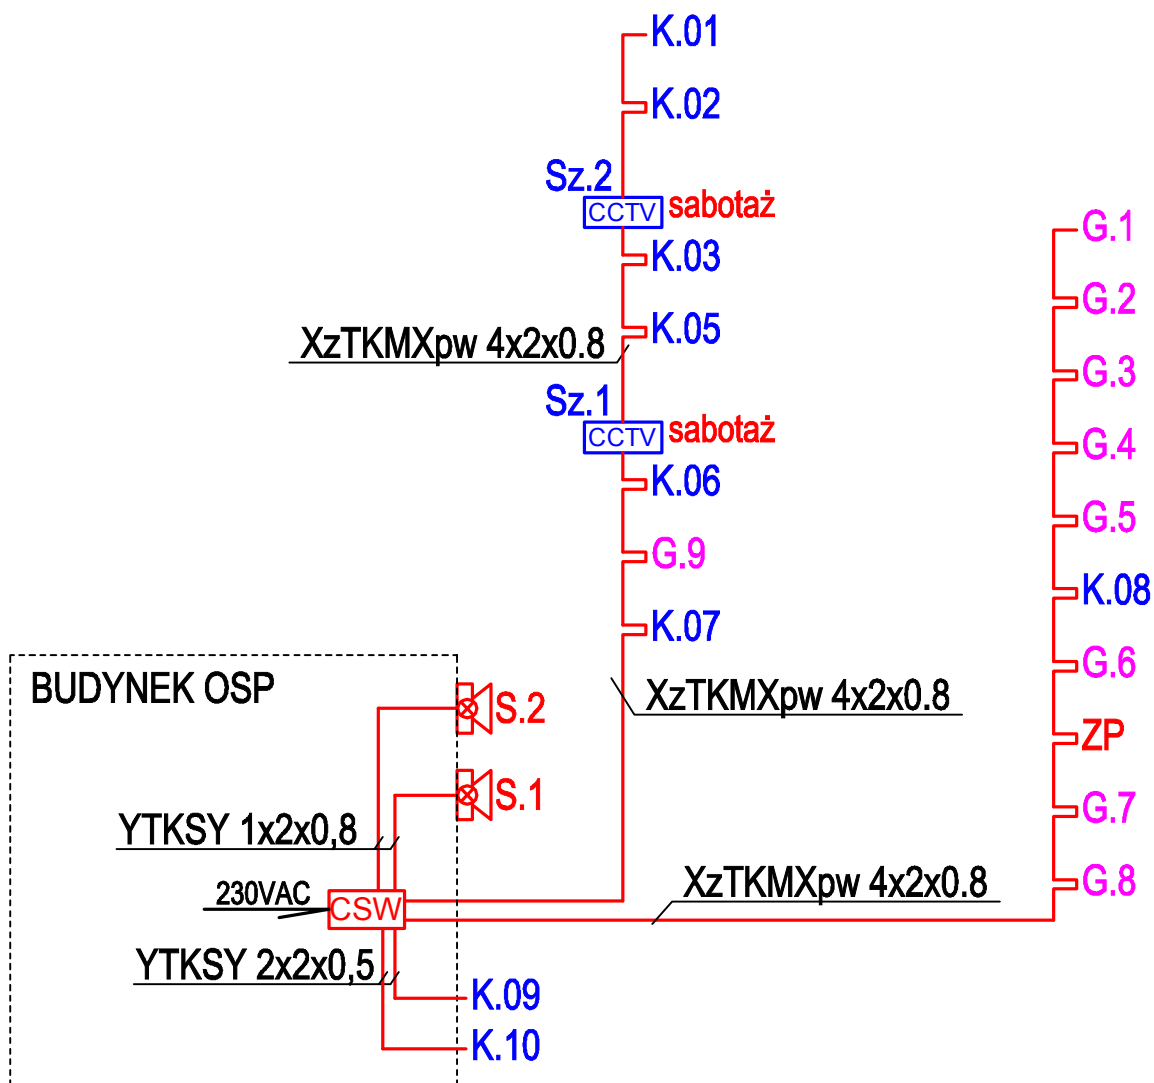 K.01
K.02
Sz.2
CCTV sabotaż
G.1
K.03
G.2
XzTKMXpw 4x2x0.8
K.05
G.3
Sz.1
CCTV sabotaż
G.4
K.06
G.5
G.9
K.08
K.07
G.6
BUDYNEK OSP
XzTKMXpw 4x2x0.8
S.2
ZP
S.1
G.7
YTKSY 1x2x0,8
XzTKMXpw 4x2x0.8
G.8
230VAC
CSW
YTKSY 2x2x0,5
K.09
K.10